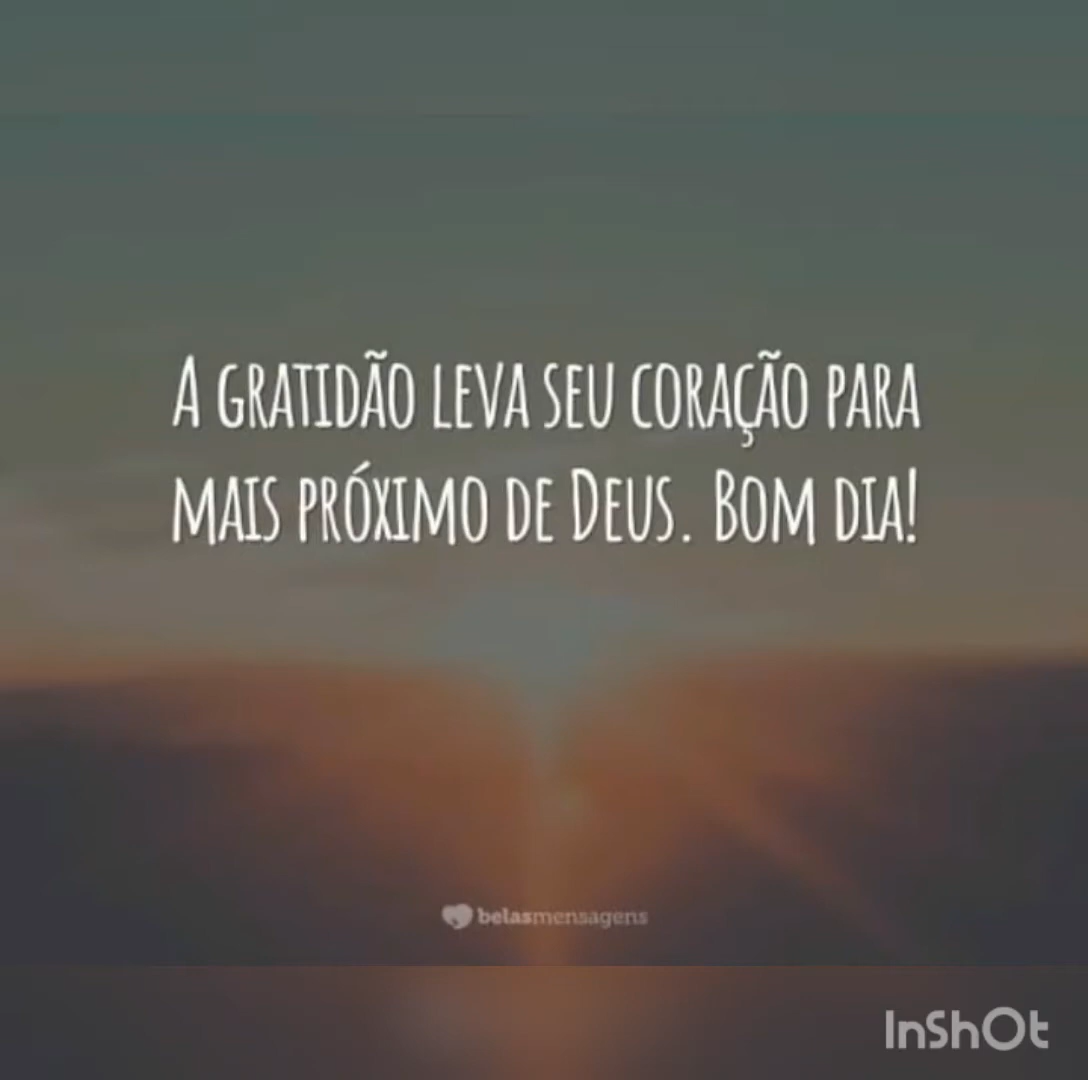 A GRATIDÃO LEVA SEU CORAÇÃO PARA
MAIS PRÓXIMO DE DEUS. BOM DIA!
belasmensagens
InShOt